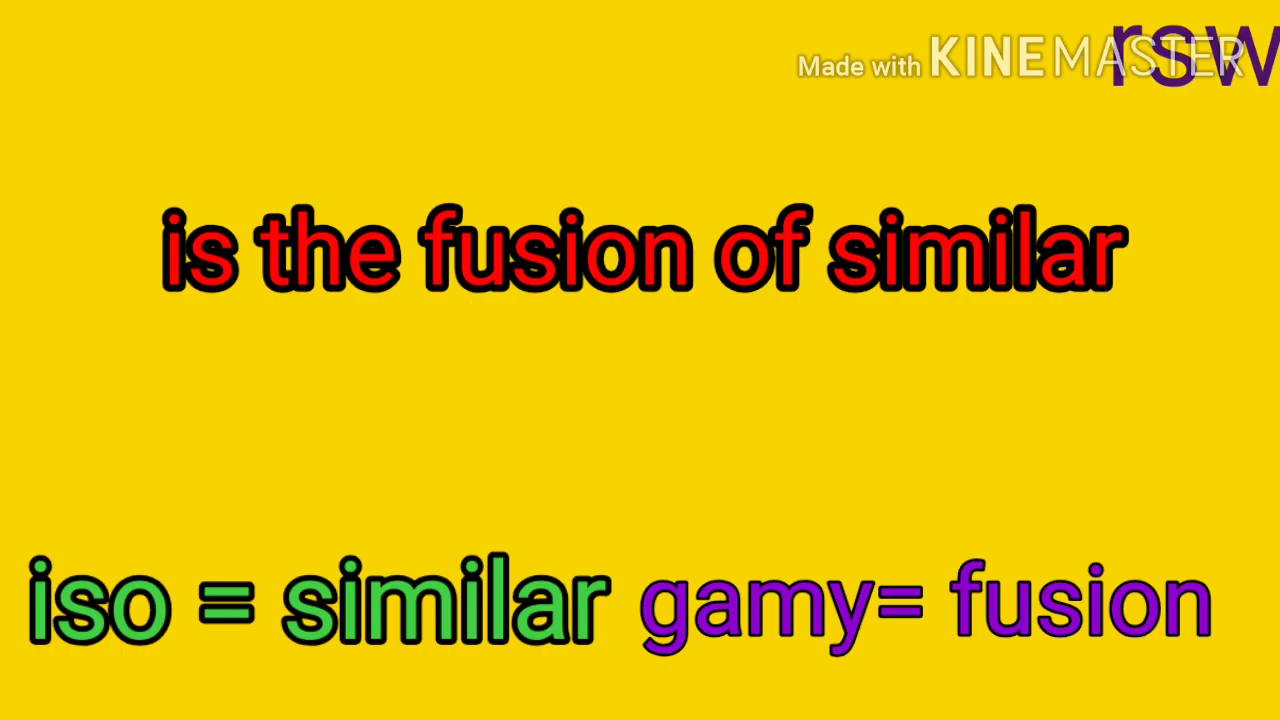 rsw
Made with KINEMASTER
is the fusion of similar
iso = similar gamy= fusion